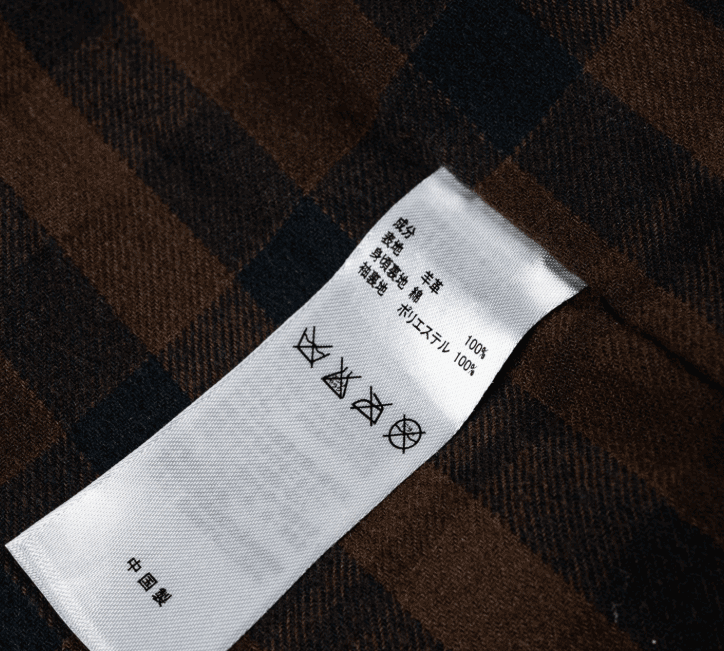 成分
表地 羊革
身頃裏地 綿 100%
袖裏地 ポリエステル 100%
中国製